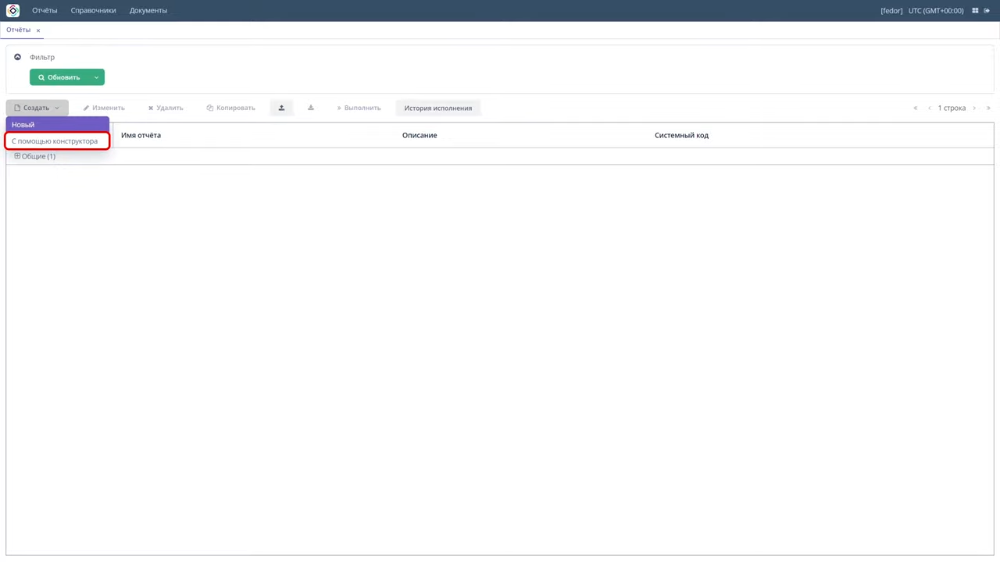 Отчёты Справочники Документы [fedor] UTC (GMT+00:00)
Отчёты ×
Фильтр
Обновить
Создать Изменить Удалить Копировать Выполнить История исполнения 1 строка
Новый
С помощью конструктора
Имя отчёта Описание Системный код
Общие (1)